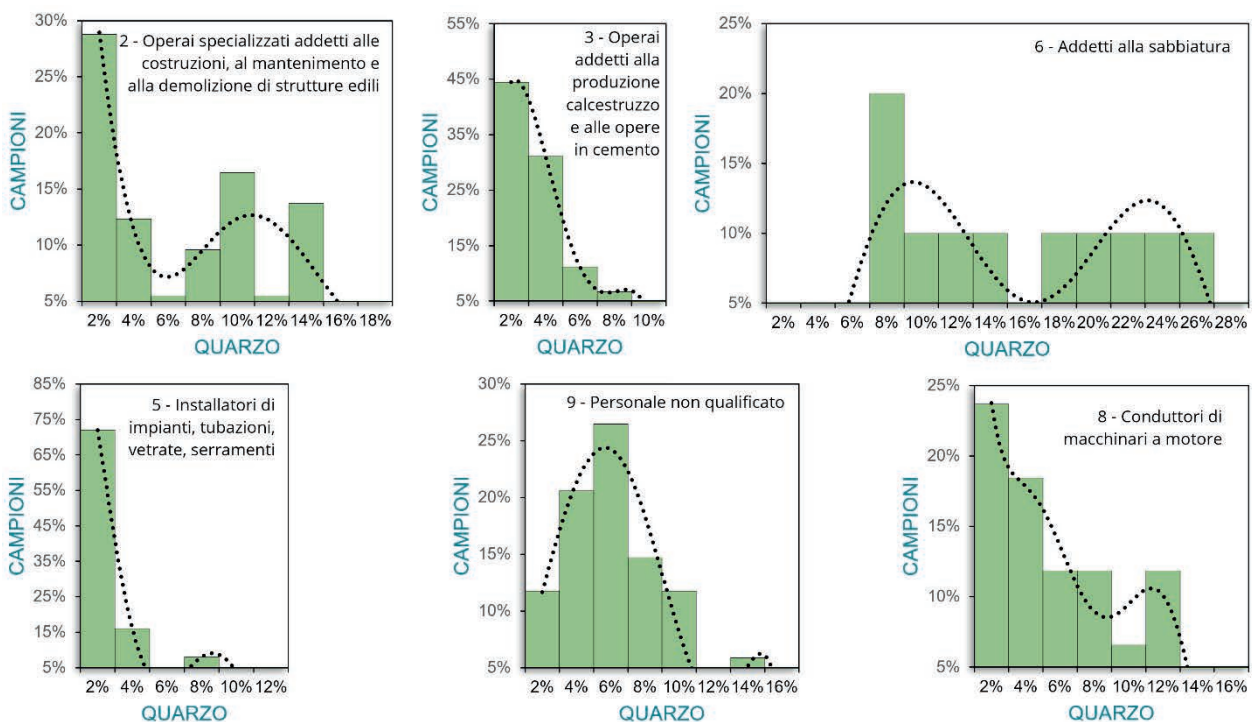 30%
20%
10%
5%
CAMPIONI
2 - Operai specializzati addetti alle
costruzioni, al mantenimento e
alla demolizione di strutture edili
2% 4% 6% 8% 10% 12% 14% 16% 18%
QUARZO
55%
45%
35%
25%
15%
5%
CAMPIONI
3 - Operai
addetti alla
produzione
calcestruzzo
e alle opere
in cemento
2% 4% 6% 8% 10%
QUARZO
25%
20%
15%
10%
5%
CAMPIONI
6 - Addetti alla sabbiatura
2% 4% 6% 8% 10% 12% 14% 16% 18% 20% 22% 24% 26% 28%
QUARZO
85%
75%
65%
55%
45%
35%
25%
15%
5%
CAMPIONI
5 - Installatori di
impianti, tubazioni,
vetrate, serramenti
2% 4% 6% 8% 10% 12%
QUARZO
30%
25%
20%
15%
10%
5%
CAMPIONI
9 - Personale non qualificato
2% 4% 6% 8% 10% 12% 14% 16%
QUARZO
25%
20%
15%
10%
5%
CAMPIONI
8 - Conduttori di
macchinari a motore
2% 4% 6% 8% 10% 12% 14% 16%
QUARZO